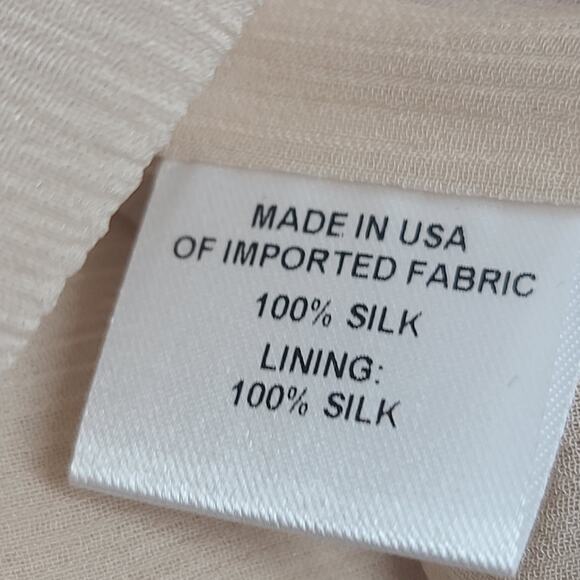 MADE IN USA
OF IMPORTED FABRIC
100% SILK
LINING:
100% SILK